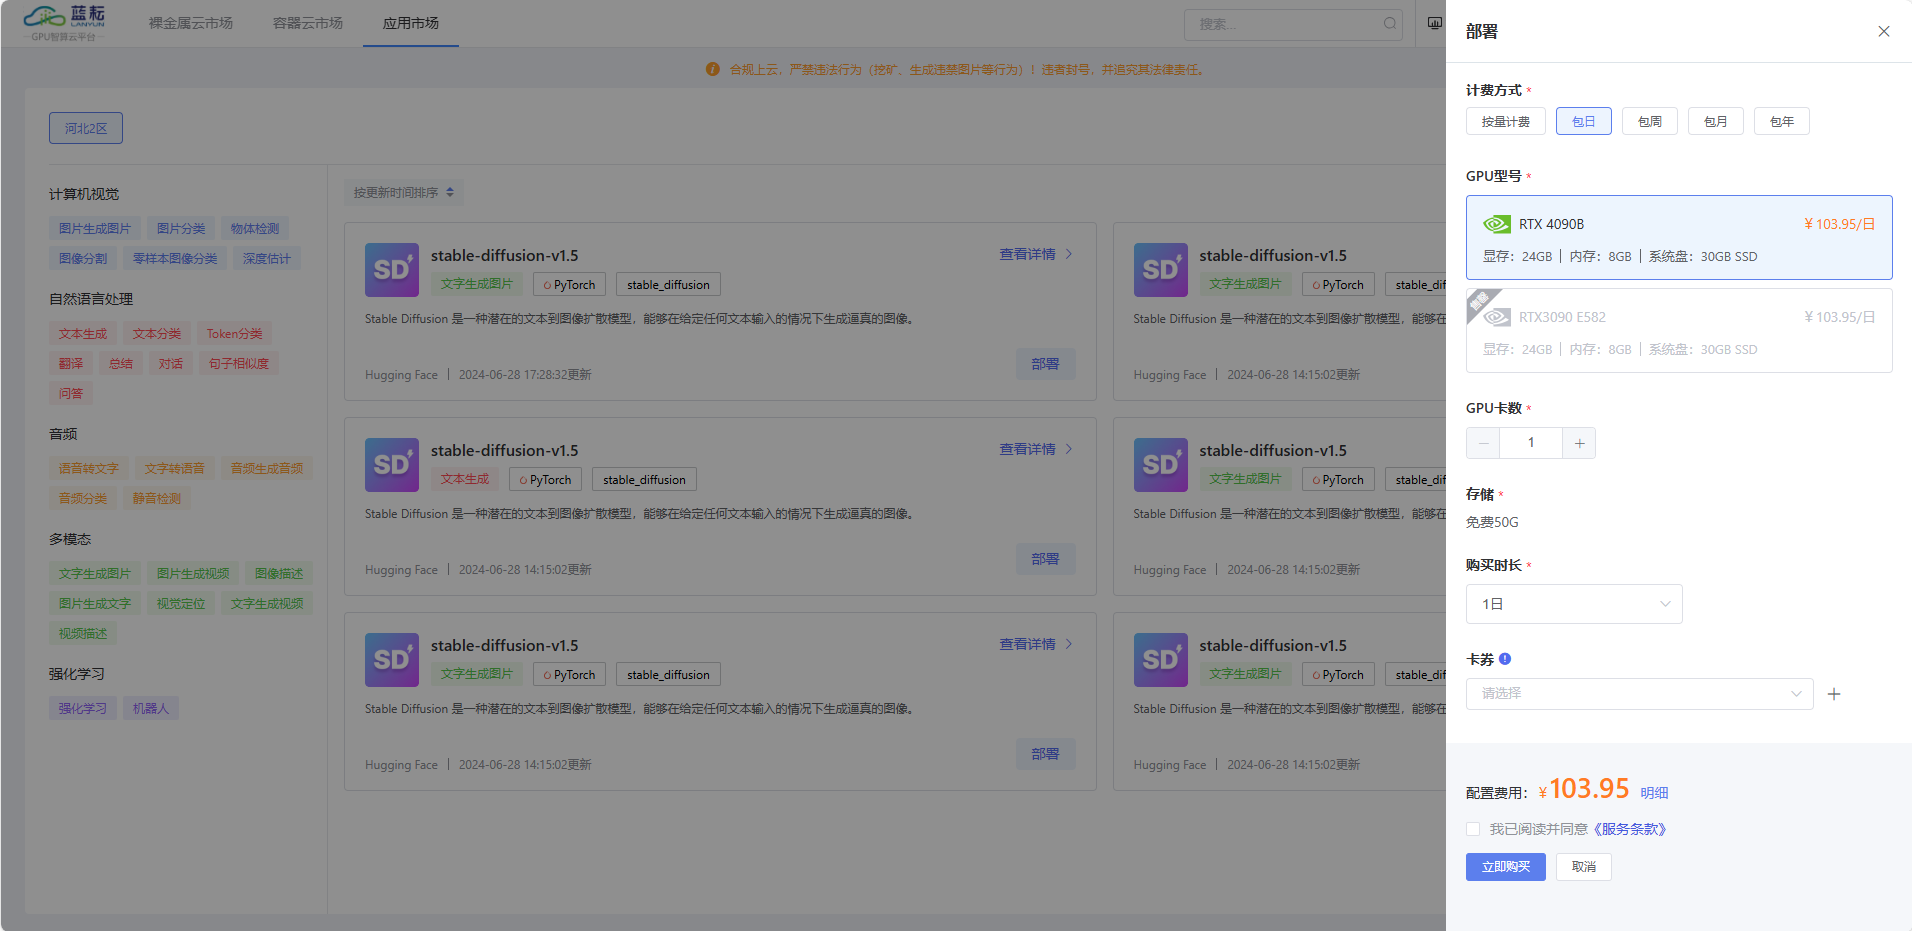 蓝耘
LANYUN
—GPU智算云平台—
裸金属云市场
容器云市场
应用市场
搜索...
合规上云，严禁违法行为（挖矿、生成违禁图片等行为）！违者封号，并追究其法律责任。
河北2区
计算机视觉
图片生成图片 图片分类 物体检测
图像分割 零样本图像分类 深度估计
自然语言处理
文本生成 文本分类 Token分类
翻译 总结 对话 句子相似度
问答
音频
语音转文字 文字转语音 音频生成音频
音频分类 静音检测
多模态
文字生成图片 图片生成视频 图像描述
图片生成文字 视觉定位 文字生成视频
视频描述
强化学习
强化学习 机器人
按更新时间排序
SD
stable-diffusion-v1.5
查看详情
文字生成图片 PyTorch stable_diffusion
Stable Diffusion 是一种潜在的文本到图像扩散模型，能够在给定任何文本输入的情况下生成逼真的图像。
Hugging Face | 2024-06-28 17:28:32更新
部署
SD
stable-diffusion-v1.5
文字生成图片 PyTorch stable_dif
Stable Diffusion 是一种潜在的文本到图像扩散模型，能够在给
Hugging Face | 2024-06-28 14:15:02更新
SD
stable-diffusion-v1.5
查看详情
文本生成 PyTorch stable_diffusion
Stable Diffusion 是一种潜在的文本到图像扩散模型，能够在给定任何文本输入的情况下生成逼真的图像。
Hugging Face | 2024-06-28 14:15:02更新
部署
SD
stable-diffusion-v1.5
文字生成图片 PyTorch stable_dif
Stable Diffusion 是一种潜在的文本到图像扩散模型，能够在给
Hugging Face | 2024-06-28 14:15:02更新
SD
stable-diffusion-v1.5
查看详情
文字生成图片 PyTorch stable_diffusion
Stable Diffusion 是一种潜在的文本到图像扩散模型，能够在给定任何文本输入的情况下生成逼真的图像。
Hugging Face | 2024-06-28 14:15:02更新
部署
SD
stable-diffusion-v1.5
文字生成图片 PyTorch stable_dif
Stable Diffusion 是一种潜在的文本到图像扩散模型，能够在给
Hugging Face | 2024-06-28 14:15:02更新
部署
计费方式 *
按量计费 包日 包周 包月 包年
GPU型号 *
RTX 4090B ￥103.95/日
显存：24GB | 内存：8GB | 系统盘：30GB SSD
售罄
RTX3090 E582 ￥103.95/日
显存：24GB | 内存：8GB | 系统盘：30GB SSD
GPU卡数 *
1
存储 *
免费50G
购买时长 *
1日
卡券
请选择
配置费用：￥103.95 明细
我已阅读并同意《服务条款》
立即购买 取消